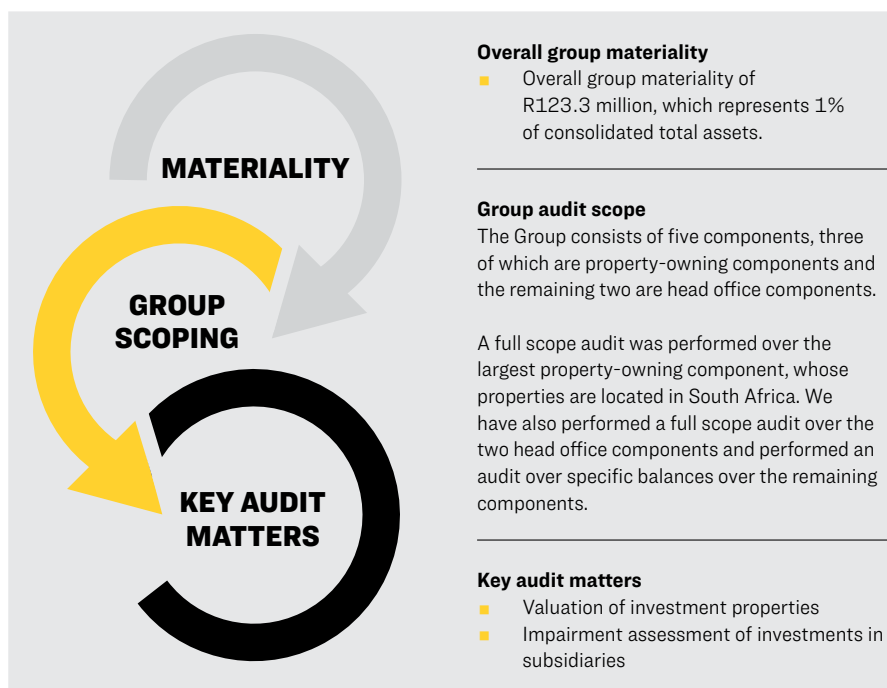 MATERIALITY
GROUP
SCOPING
KEY AUDIT
MATTERS
Overall group materiality
Overall group materiality of
R123.3 million, which represents 1%
of consolidated total assets.
Group audit scope
The Group consists of five components, three
of which are property-owning components and
the remaining two are head office components.
A full scope audit was performed over the
largest property-owning component, whose
properties are located in South Africa. We
have also performed a full scope audit over the
two head office components and performed an
audit over specific balances over the remaining
components.
Key audit matters
Valuation of investment properties
Impairment assessment of investments in
subsidiaries